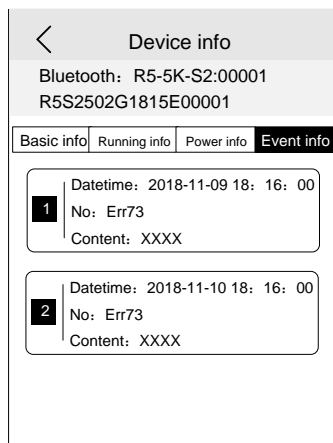 Device info
Bluetooth：R5-5K-S2:00001
R5S2502G1815E00001
Basic info Running info Power info Event info
Datetime：2018-11-09 18：16：00
1 No：Err73
Content：XXXX
Datetime：2018-11-10 18：16：00
2 No：Err73
Content：XXXX